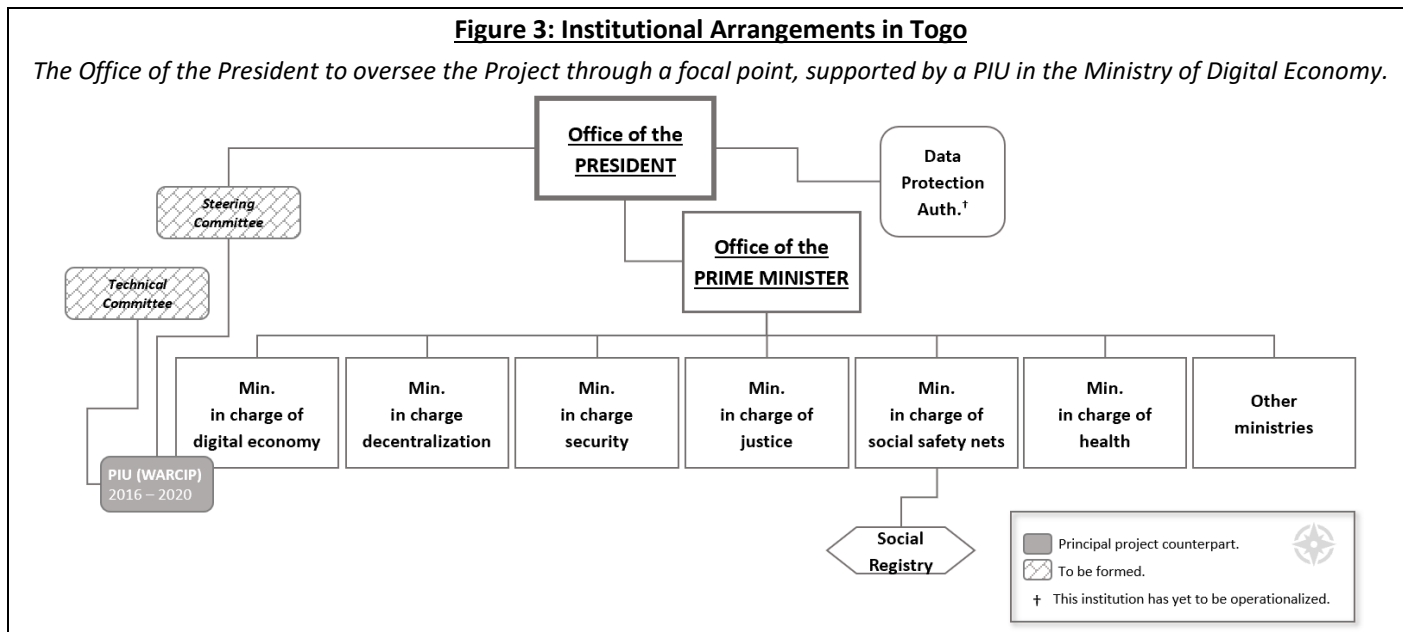 Figure 3: Institutional Arrangements in Togo
The Office of the President to oversee the Project through a focal point, supported by a PIU in the Ministry of Digital Economy.
Office of the
PRESIDENT
Data
Protection
Auth.†
Steering
Committee
Office of the
PRIME MINISTER
Technical
Committee
Min.
in charge of
digital economy
Min.
in charge
decentralization
Min.
in charge
security
Min.
in charge of
justice
Min.
in charge of
social safety nets
Min.
in charge of
health
Other
ministries
PIU (WARCIP)
2016 – 2020
Social
Registry
Principal project counterpart.
To be formed.
† This institution has yet to be operationalized.